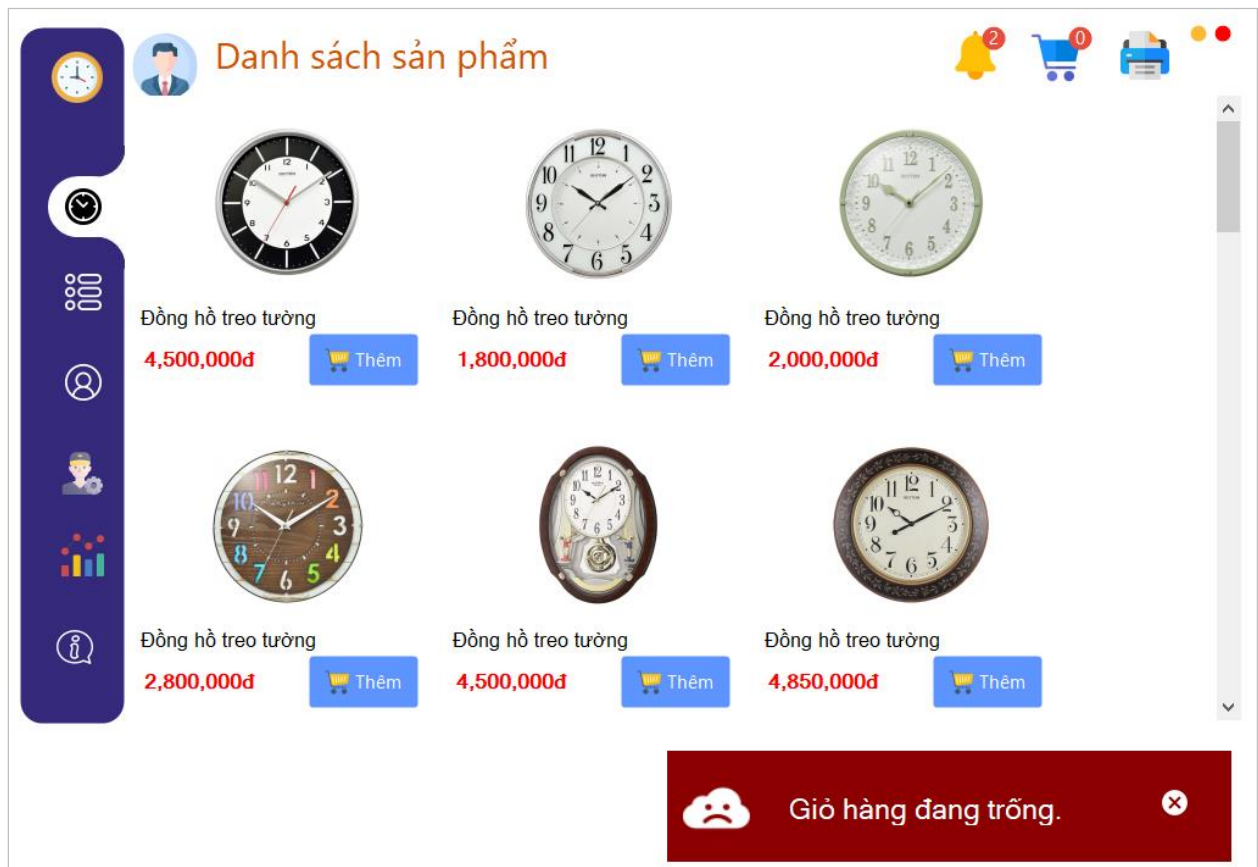 Danh sách sản phẩm
2
0
Đồng hồ treo tường
Đồng hồ treo tường
Đồng hồ treo tường
4,500,000đ
Thêm
1,800,000đ
Thêm
2,000,000đ
Thêm
Đồng hồ treo tường
Đồng hồ treo tường
Đồng hồ treo tường
2,800,000đ
Thêm
4,500,000đ
Thêm
4,850,000đ
Thêm
Giỏ hàng đang trống.